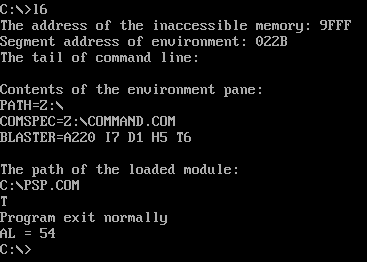 C:\>l6
The address of the inaccessible memory: 9FFF
Segment address of environment: 022B
The tail of command line:
Contents of the environment pane:
PATH=Z:\
COMSPEC=Z:\COMMAND.COM
BLASTER=A220 I7 D1 H5 T6
The path of the loaded module:
C:\PSP.COM
T
Program exit normally
AL = 54
C:\>